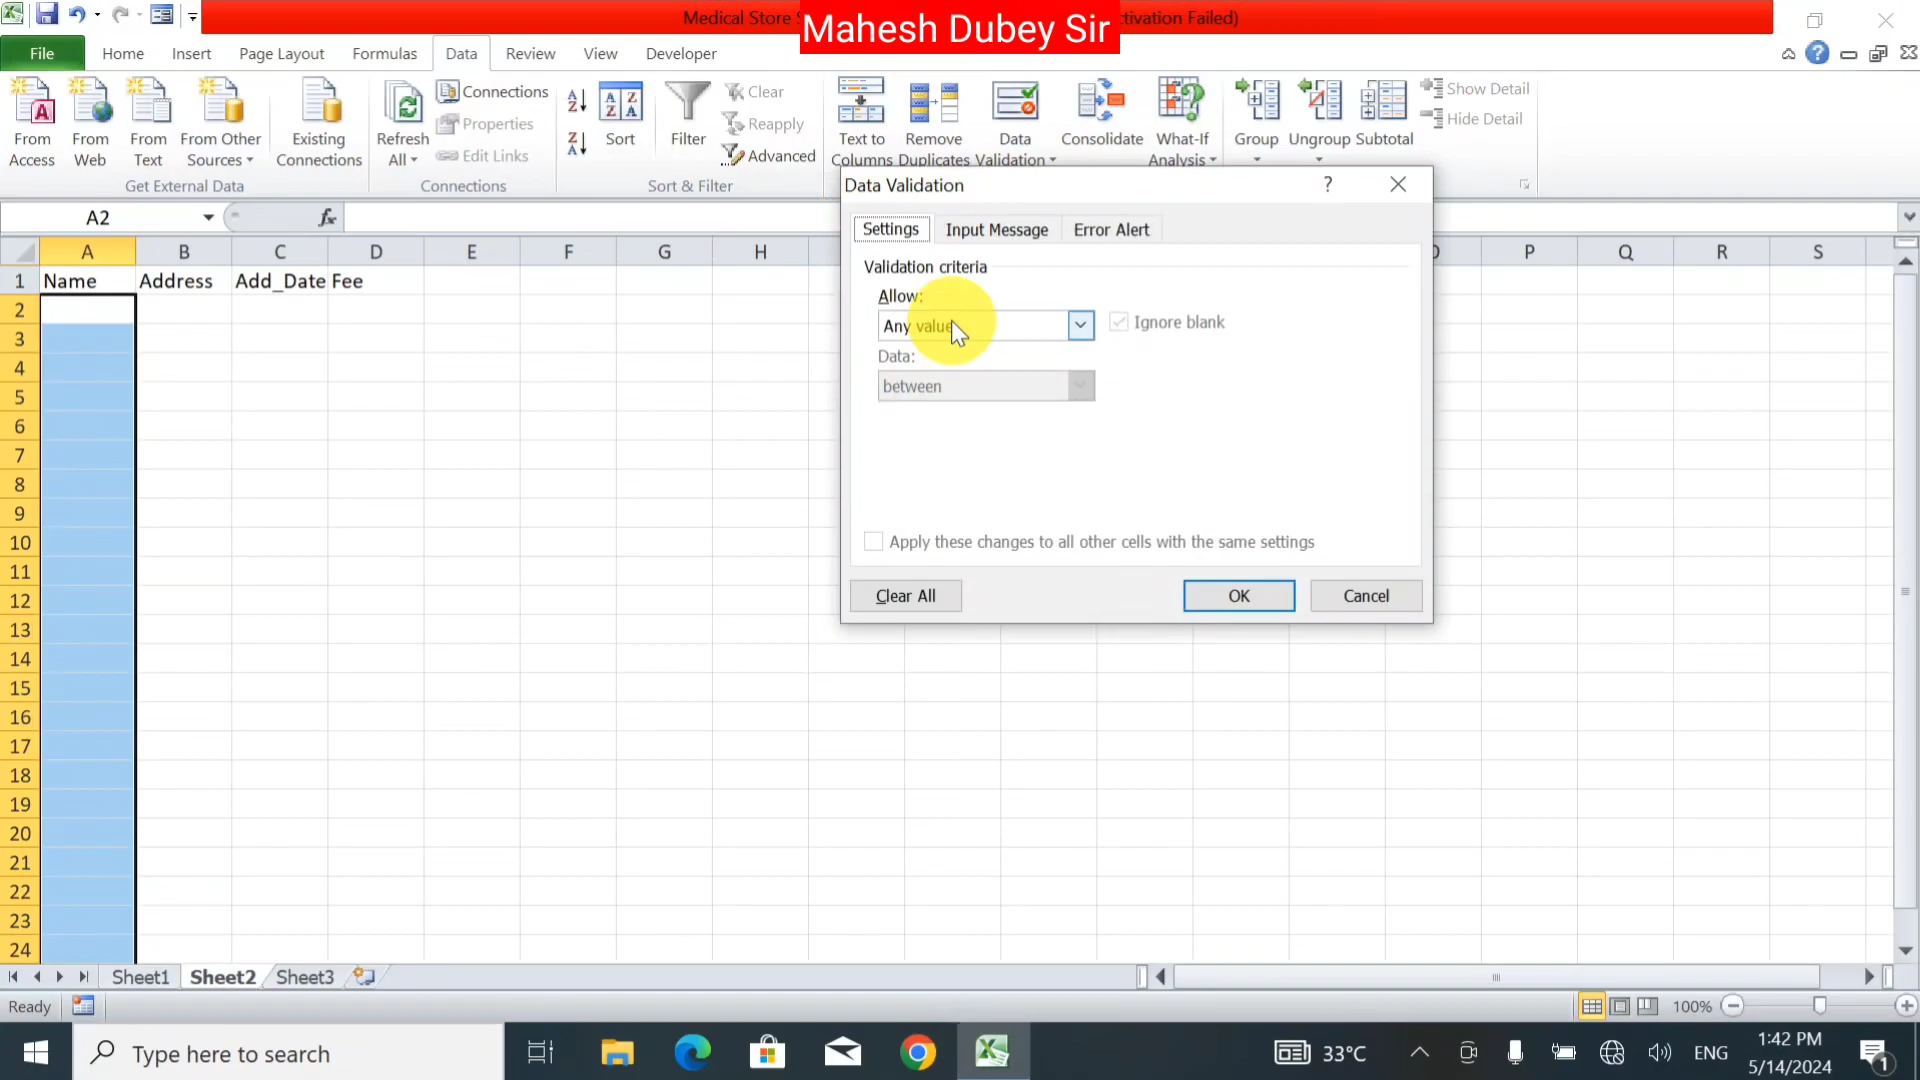 Medical Store
Mahesh Dubey Sir
ctivation Failed)
File Home Insert Page Layout Formulas Data Review View Developer
From Access
From Web
From Text
From Other Sources
Existing Connections
Get External Data
Refresh All
Connections
Properties
Edit Links
Connections
Sort
Filter
Clear
Reapply
Advanced
Sort & Filter
Text to Columns
Remove Duplicates
Data Validation
Consolidate
What-If Analysis
Group
Ungroup
Subtotal
Show Detail
Hide Detail
A2 fx
A B C D E F G H P Q R S
1 Name Address Add_Date Fee
2
3
4
5
6
7
8
9
10
11
12
13
14
15
16
17
18
19
20
21
22
23
24
Data Validation ?
Settings Input Message Error Alert
Validation criteria
Allow:
Any value Ignore blank
Data:
between
Apply these changes to all other cells with the same settings
Clear All OK Cancel
Sheet1 Sheet2 Sheet3
Ready 100%
Type here to search 33°C ENG 1:42 PM
5/14/2024 1